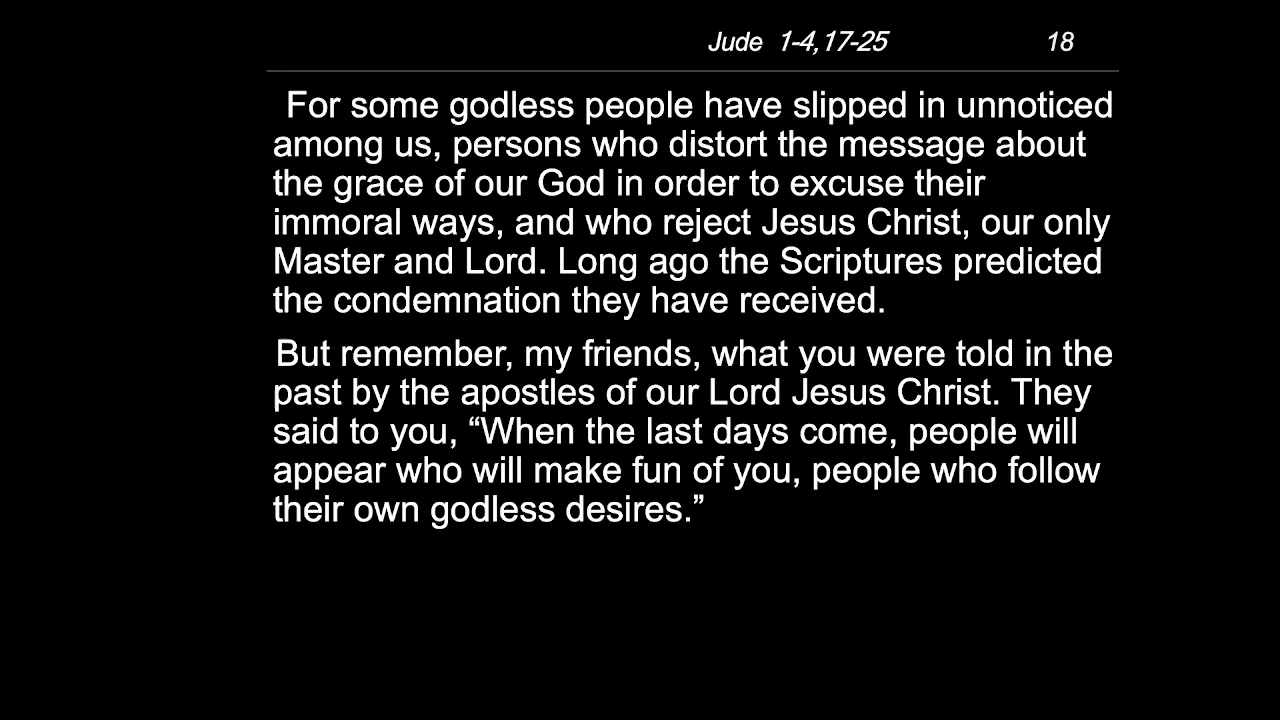 Jude 1-4,17-25 18
For some godless people have slipped in unnoticed
among us, persons who distort the message about
the grace of our God in order to excuse their
immoral ways, and who reject Jesus Christ, our only
Master and Lord. Long ago the Scriptures predicted
the condemnation they have received.
But remember, my friends, what you were told in the
past by the apostles of our Lord Jesus Christ. They
said to you, “When the last days come, people will
appear who will make fun of you, people who follow
their own godless desires.”